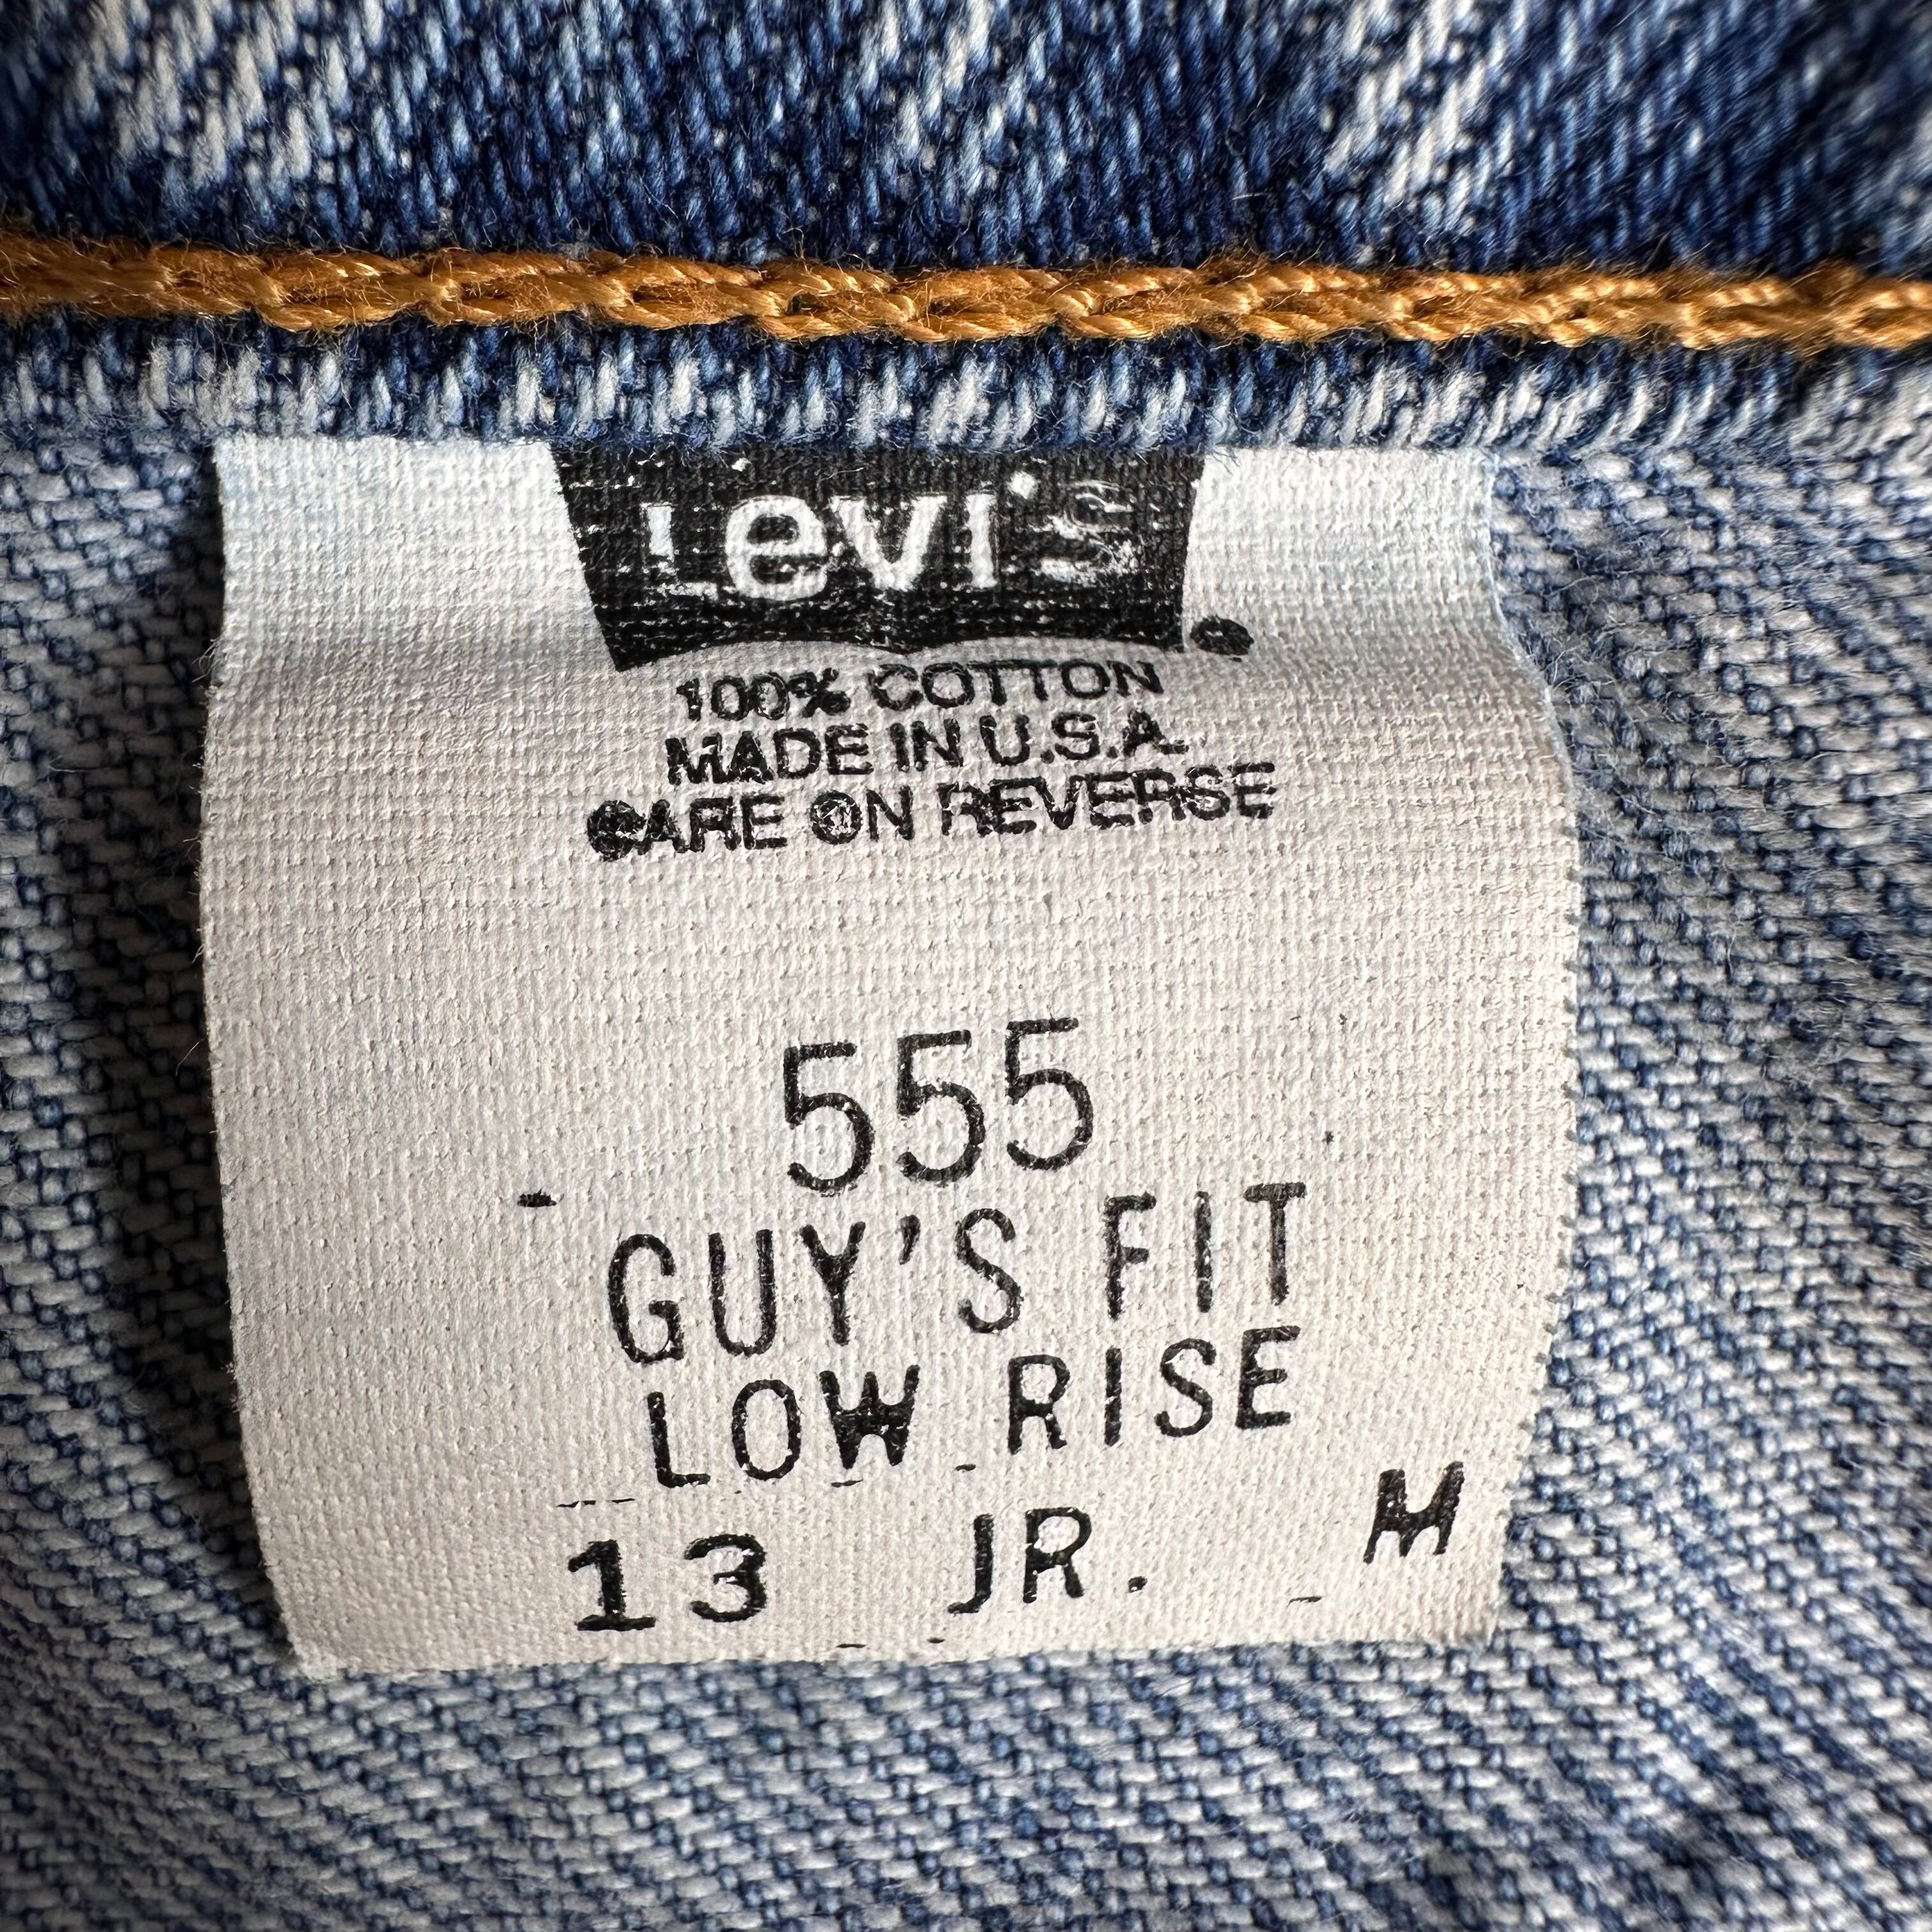 Levi's
100% COTTON
MADE IN U.S.A.
CARE ON REVERSE
555
GUY'S FIT
LOW RISE
13 JR. M